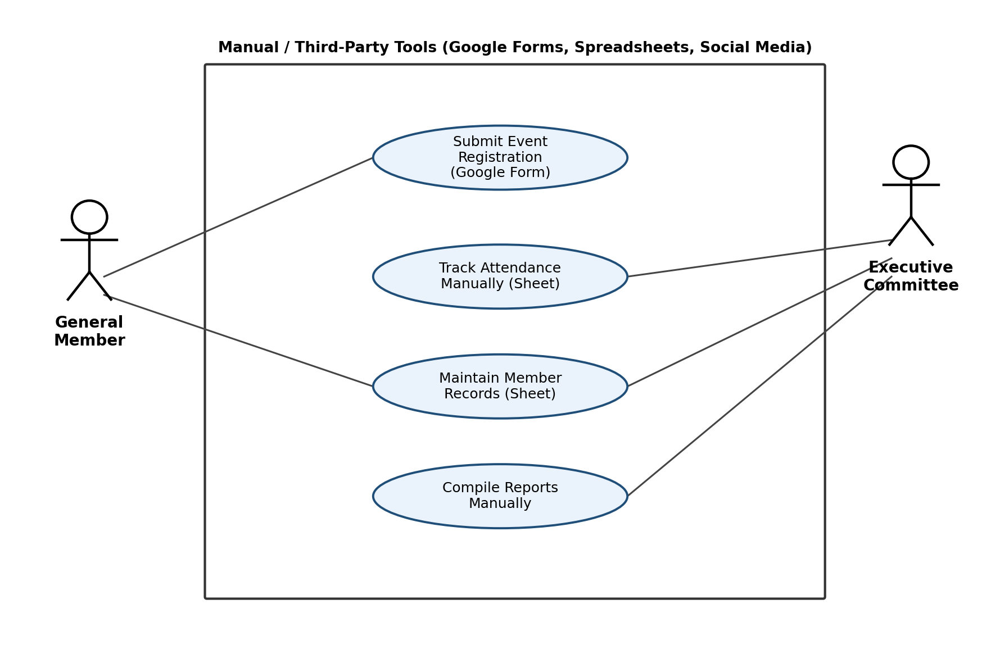 Manual / Third-Party Tools (Google Forms, Spreadsheets, Social Media)
Submit Event
Registration
(Google Form)
Track Attendance
Manually (Sheet)
Executive
Committee
General
Member
Maintain Member
Records (Sheet)
Compile Reports
Manually